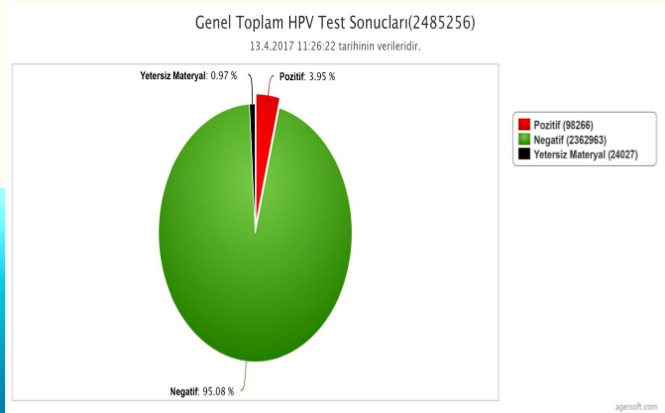 Genel Toplam HPV Test Sonucları(2485256)
13.4.2017 11:26:22 tarihinin verileridir.
Yetersiz Materyal: 0.97 %
Pozitif: 3.95 %
Pozitif (98266)
Negatif (2362963)
Yetersiz Materyal (24027)
Negatif: 95.08 %
agersoft.com